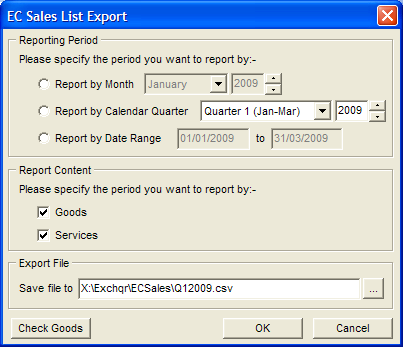 EC Sales List Export
Reporting Period
Please specify the period you want to report by:-
Report by Month January 2009
Report by Calendar Quarter Quarter 1 (Jan-Mar) 2009
Report by Date Range 01/01/2009 to 31/03/2009
Report Content
Please specify the period you want to report by:-
Goods
Services
Export File
Save file to X:\Exchqr\ECSales\Q12009.csv ...
Check Goods OK Cancel